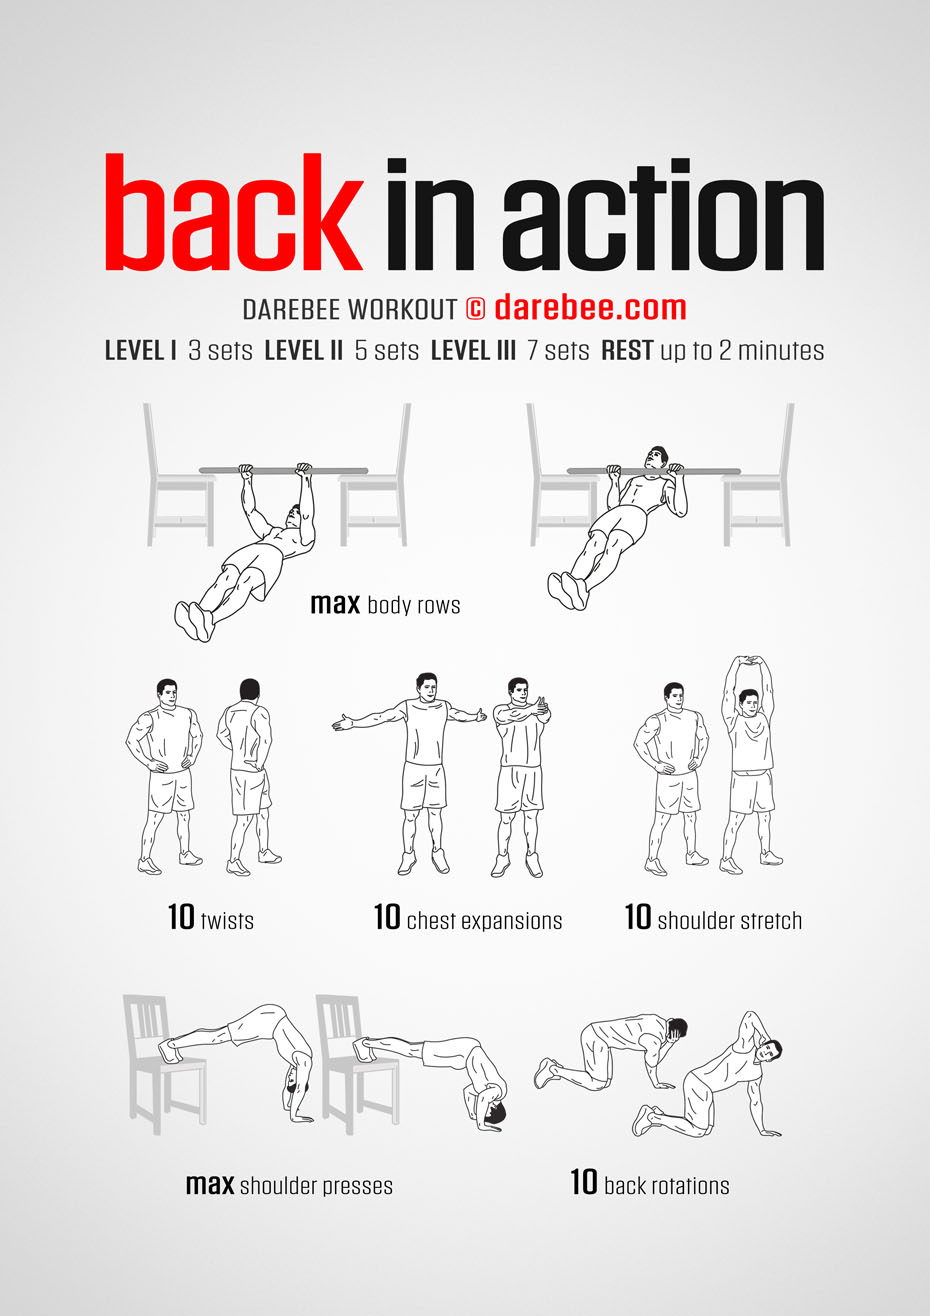 back in action
DAREBEE WORKOUT © darebee.com
LEVEL I 3 sets LEVEL II 5 sets LEVEL III 7 sets REST up to 2 minutes
max body rows
10 twists
10 chest expansions
10 shoulder stretch
max shoulder presses
10 back rotations